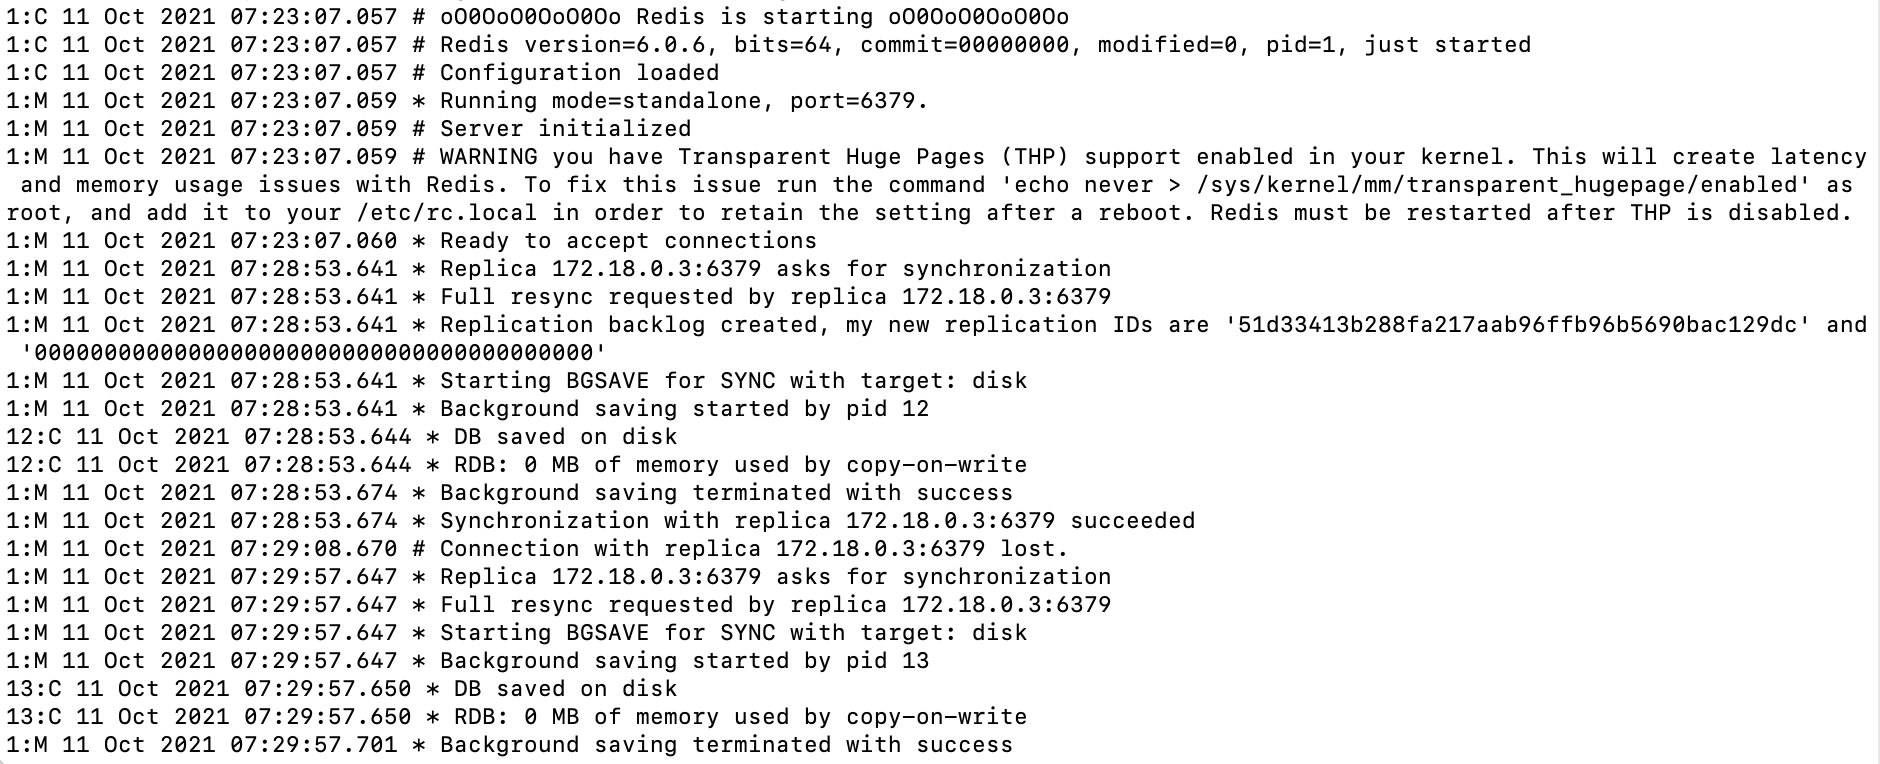 1:C 11 Oct 2021 07:23:07.057 # oO0OoO0OoO0Oo Redis is starting oO0OoO0OoO0Oo
1:C 11 Oct 2021 07:23:07.057 # Redis version=6.0.6, bits=64, commit=00000000, modified=0, pid=1, just started
1:C 11 Oct 2021 07:23:07.057 # Configuration loaded
1:M 11 Oct 2021 07:23:07.059 * Running mode=standalone, port=6379.
1:M 11 Oct 2021 07:23:07.059 # Server initialized
1:M 11 Oct 2021 07:23:07.059 # WARNING you have Transparent Huge Pages (THP) support enabled in your kernel. This will create latency
and memory usage issues with Redis. To fix this issue run the command 'echo never > /sys/kernel/mm/transparent_hugepage/enabled' as
root, and add it to your /etc/rc.local in order to retain the setting after a reboot. Redis must be restarted after THP is disabled.
1:M 11 Oct 2021 07:23:07.060 * Ready to accept connections
1:M 11 Oct 2021 07:28:53.641 * Replica 172.18.0.3:6379 asks for synchronization
1:M 11 Oct 2021 07:28:53.641 * Full resync requested by replica 172.18.0.3:6379
1:M 11 Oct 2021 07:28:53.641 * Replication backlog created, my new replication IDs are '51d33413b288fa217aab96ffb96b5690bac129dc' and
'0000000000000000000000000000000000000000'
1:M 11 Oct 2021 07:28:53.641 * Starting BGSAVE for SYNC with target: disk
1:M 11 Oct 2021 07:28:53.641 * Background saving started by pid 12
12:C 11 Oct 2021 07:28:53.644 * DB saved on disk
12:C 11 Oct 2021 07:28:53.644 * RDB: 0 MB of memory used by copy-on-write
1:M 11 Oct 2021 07:28:53.674 * Background saving terminated with success
1:M 11 Oct 2021 07:28:53.674 * Synchronization with replica 172.18.0.3:6379 succeeded
1:M 11 Oct 2021 07:29:08.670 # Connection with replica 172.18.0.3:6379 lost.
1:M 11 Oct 2021 07:29:57.647 * Replica 172.18.0.3:6379 asks for synchronization
1:M 11 Oct 2021 07:29:57.647 * Full resync requested by replica 172.18.0.3:6379
1:M 11 Oct 2021 07:29:57.647 * Starting BGSAVE for SYNC with target: disk
1:M 11 Oct 2021 07:29:57.647 * Background saving started by pid 13
13:C 11 Oct 2021 07:29:57.650 * DB saved on disk
13:C 11 Oct 2021 07:29:57.650 * RDB: 0 MB of memory used by copy-on-write
1:M 11 Oct 2021 07:29:57.701 * Background saving terminated with success